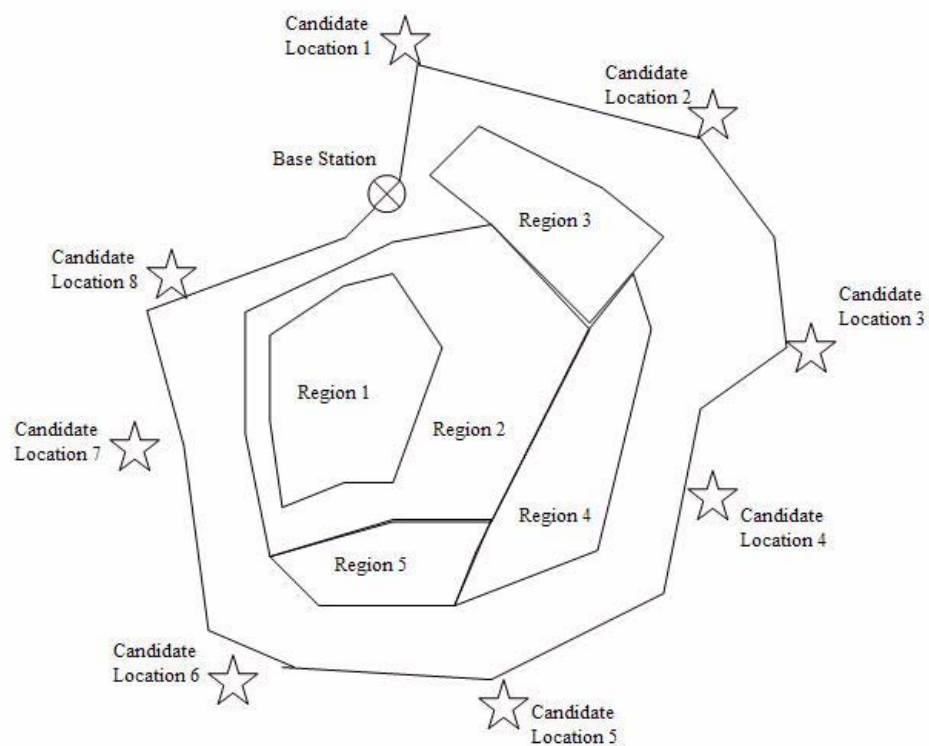 Candidate
Location 1
Candidate
Location 2
Base Station
Region 3
Candidate
Location 8
Candidate
Location 3
Region 1
Region 2
Candidate
Location 7
Region 4
Candidate
Location 4
Region 5
Candidate
Location 6
Candidate
Location 5